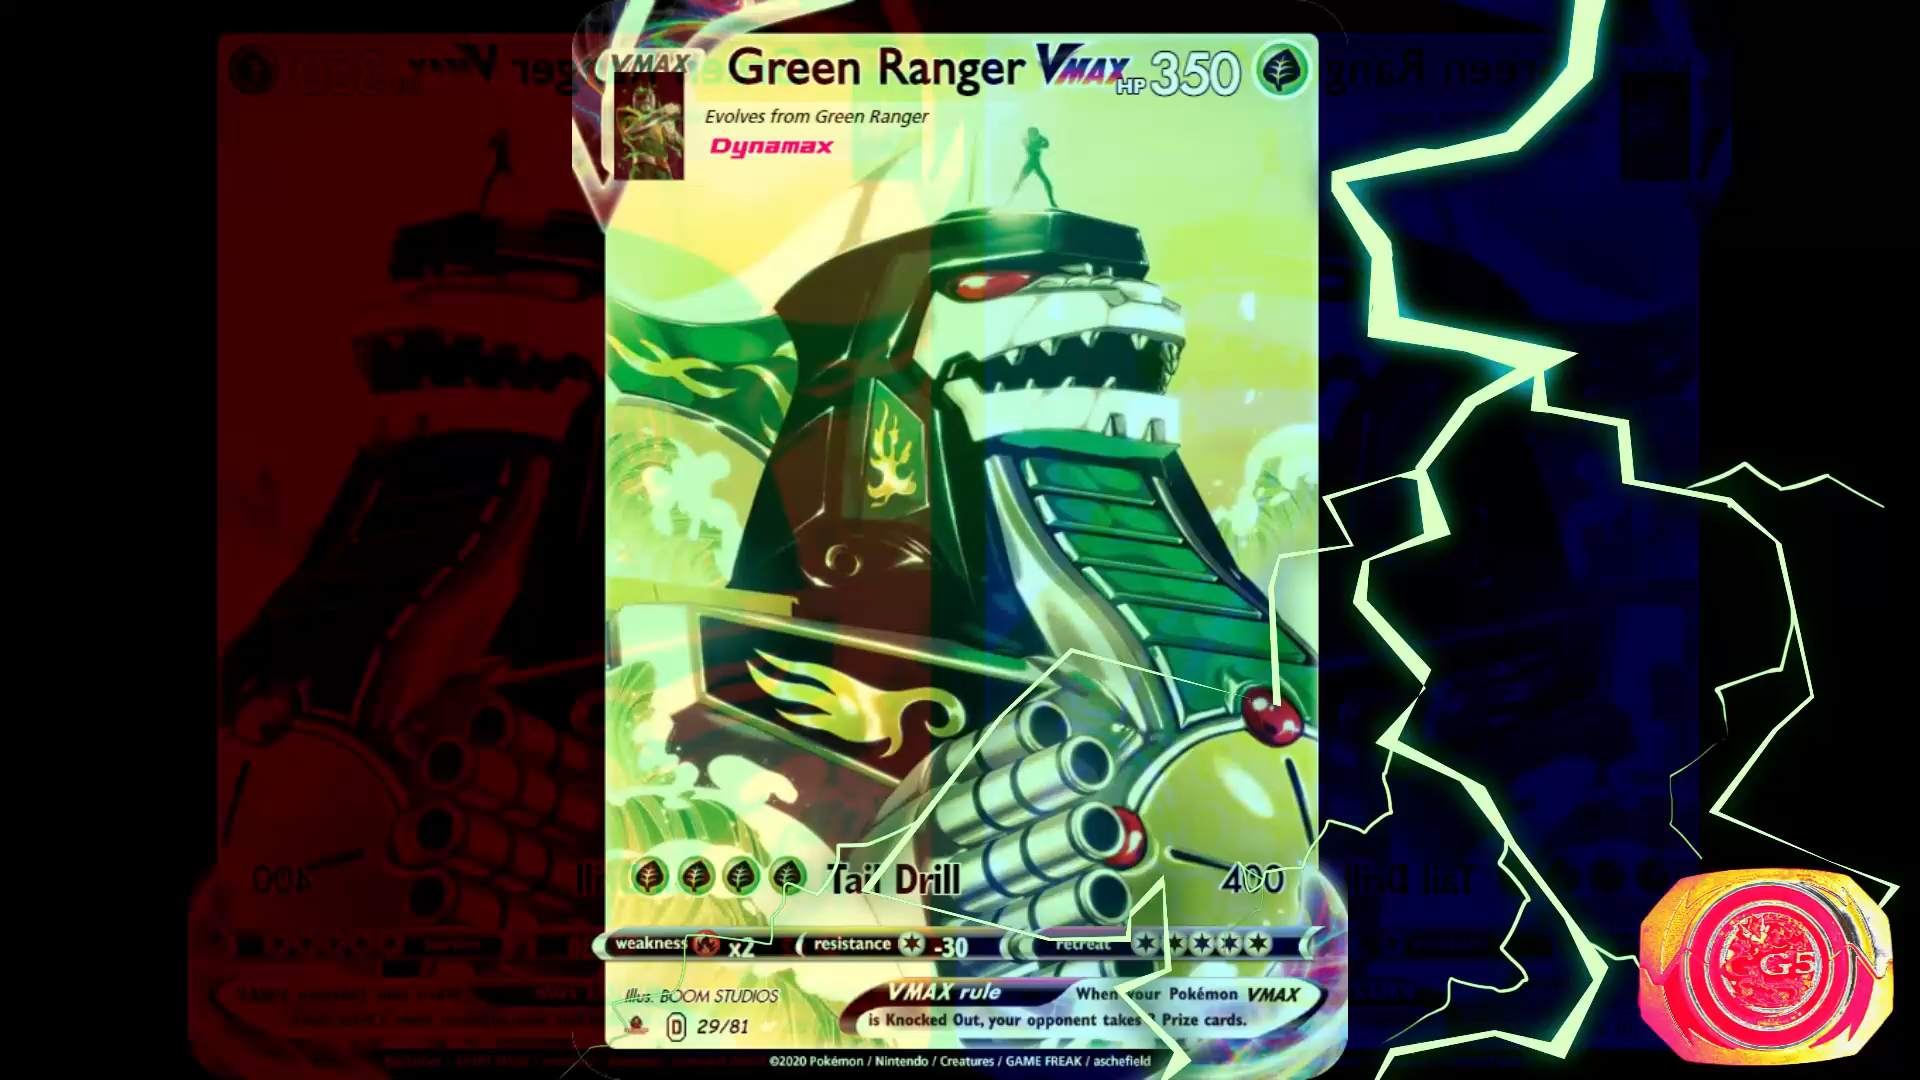 VMAX
Green Ranger VMAX HP 350
Evolves from Green Ranger
Dynamax
Tail Drill 400
weakness x2 resistance -30 retreat
Illus. BOOM STUDIOS
VMAX rule When your Pokémon VMAX
is Knocked Out, your opponent takes Prize cards.
D 29/81
©2020 Pokémon / Nintendo / Creatures / GAME FREAK / aschefield
G5